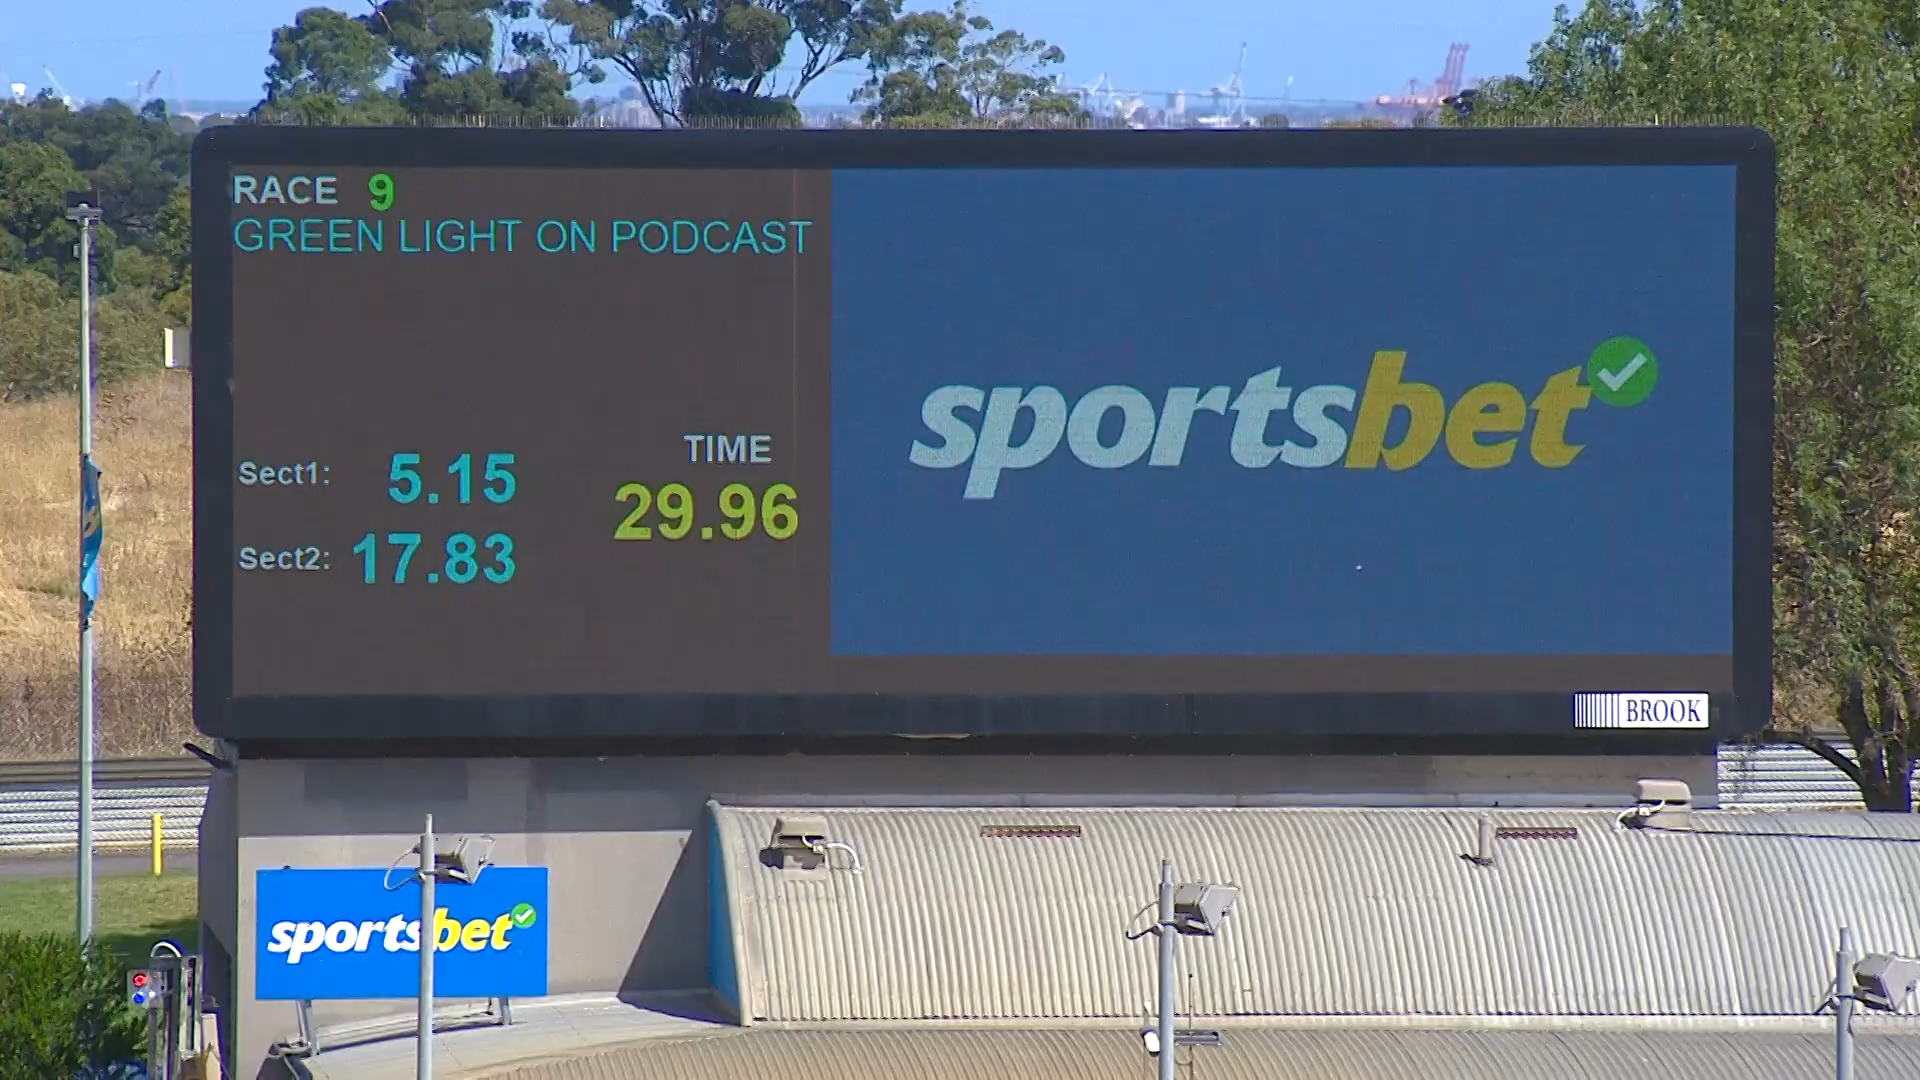 RACE 9
GREEN LIGHT ON PODCAST
TIME
Sect1: 5.15
29.96
Sect2: 17.83
sportsbet
BROOK
sportsbet